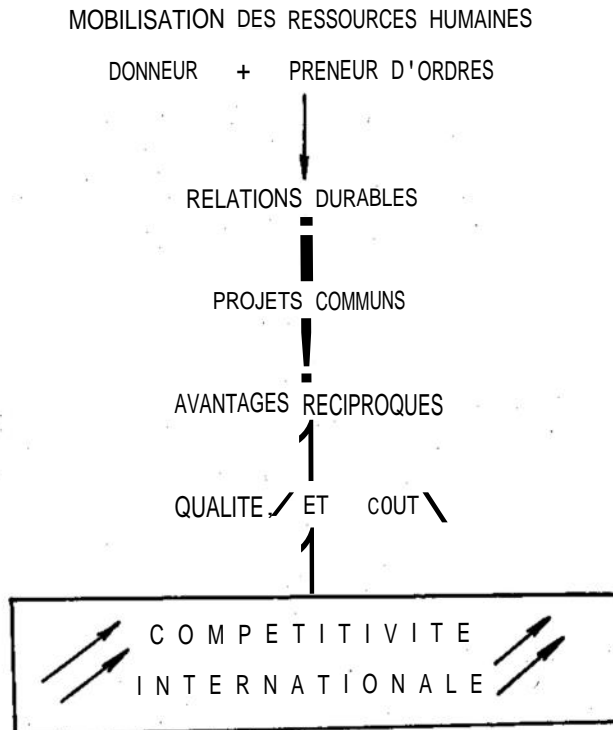 MOBILISATION DES RESSOURCES HUMAINES
DONNEUR + PRENEUR D'ORDRES
RELATIONS DURABLES
PROJETS COMMUNS
AVANTAGES RECIPROQUES
QUALITE, ET COUT
COMPETITIVITE
INTERNATIONALE